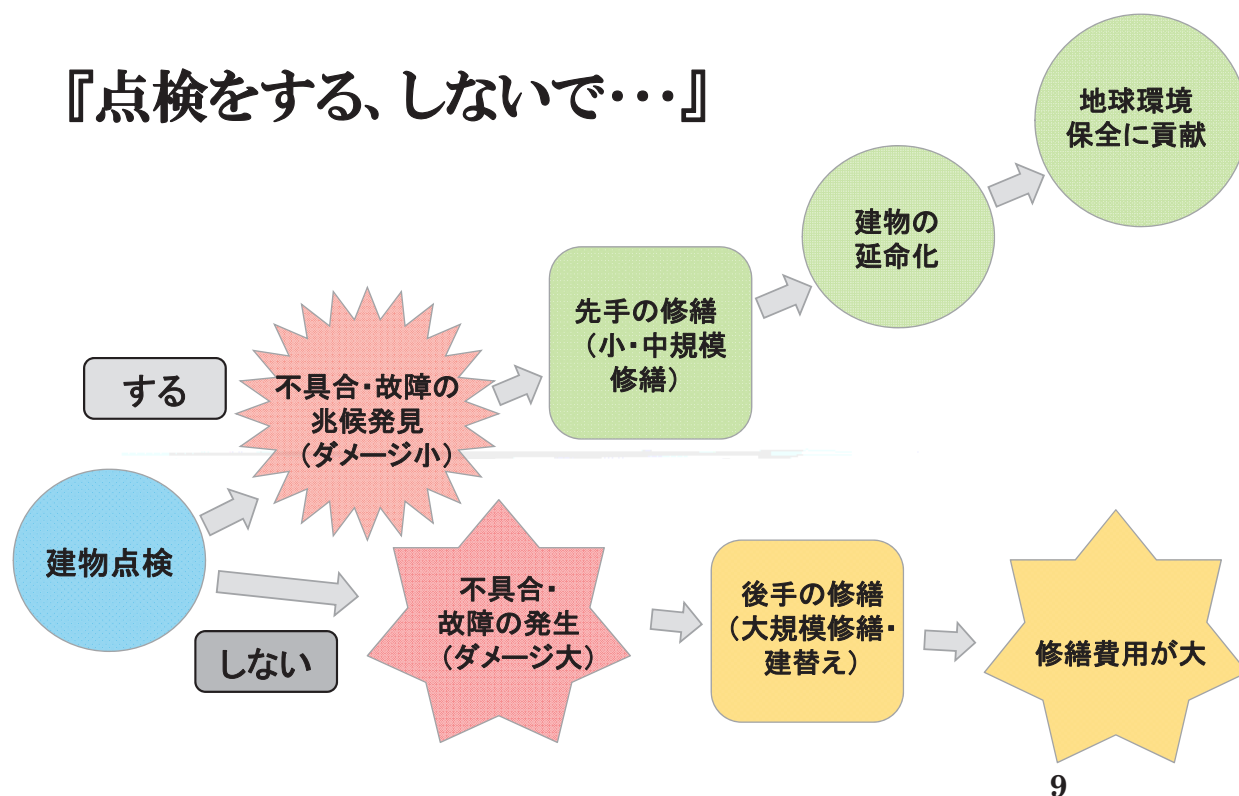 『点検をする、しないで・・・』
地球環境
保全に貢献
建物の
延命化
先手の修繕
（小・中規模
修繕）
する
不具合・故障の
兆候発見
（ダメージ小）
建物点検
しない
不具合・
故障の発生
（ダメージ大）
後手の修繕
（大規模修繕・
建替え）
修繕費用が大
9